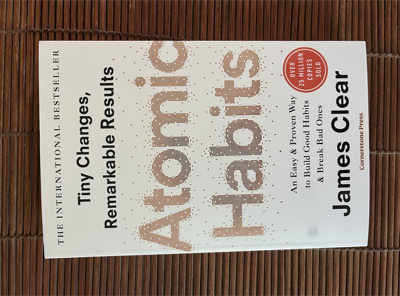 THE INTERNATIONAL BESTSELLER
Tiny Changes,
Remarkable Results
Atomic
Habits
OVER
25 MILLION
COPIES
SOLD
An Easy & Proven Way
to Build Good Habits
& Break Bad Ones
James Clear
Cornerstone Press